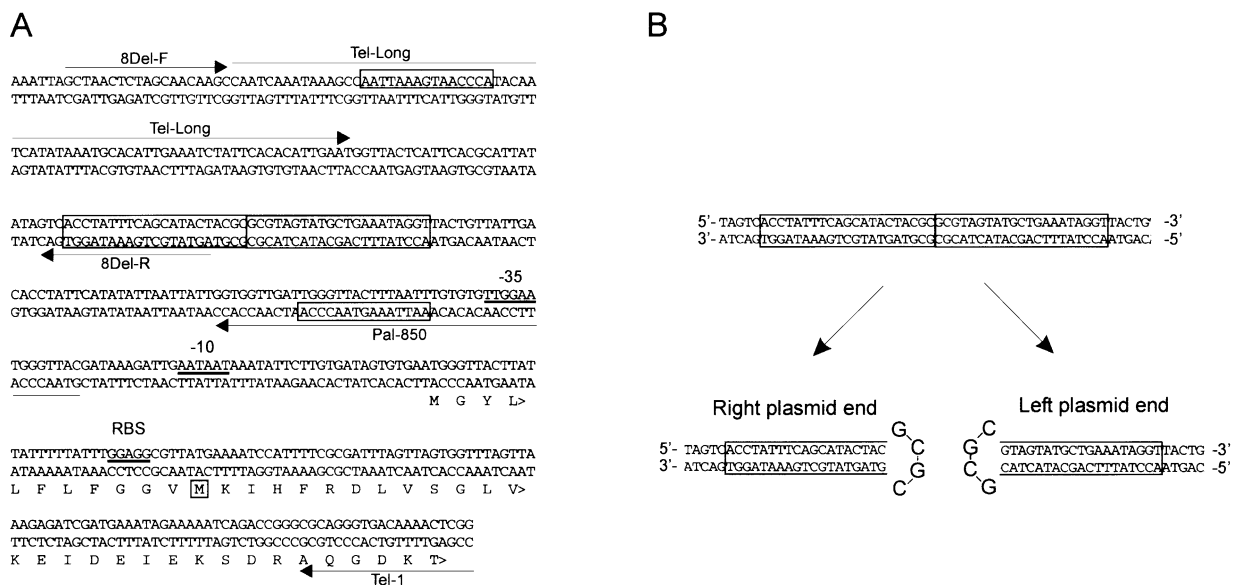 A
8Del-F
Tel-Long
AAATTAGCTAACTCTAGCAACAAGCCAATCAAATAAAGCCAATTAAAGTAACCCATACAA
TTTAATCGATTGAGATCGTTGTTCGGTTAGTTTATTTCGGTTAATTTCATTGGGTATGTT
Tel-Long
TCATATAAATGCACATTGAAATCTATTCACACATTGAATGGTTACTCATTCACGCATTAT
AGTATATTTACGTGTAACTTTAGATAAGTGTGTAACTTACCAATGAGTAAGTGCGTAATA
ATAGTCACCTATTTCAGCATACTACGCGCGTAGTATGCTGAAATAGGTTACTGTTATTGA
TATCAGTGGATAAAGTCGTATGATGCGCGCATCATACGACTTTATCCAATGACAATAACT
8Del-R
-35
CACCTATTCATATATTAATTATTGGTGGTTGATTGGGTTACTTTAATTTGTGTGTTGGAA
GTGGATAAGTATATAATTAATAACCACCAACTAACCCAATGAAATTAAACACACAACCTT
Pal-850
-10
TGGGTTACGATAAAGATTGAATAATAAATATTCTTGTGATAGTGTGAATGGGTTACTTAT
ACCCAATGCTATTTCTAACTTATTATTTATAAGAACACTATCACACTTACCCAATGAATA
M G Y L>
RBS
TATTTTTATTTGGAGGCGTTATGAAAATCCATTTTCGCGATTTAGTTAGTGGTTTAGTTA
ATAAAAATAAACCTCCGCAATACTTTTAGGTAAAAGCGCTAAATCAATCACCAAATCAAT
L F L F G G V M K I H F R D L V S G L V>
AAGAGATCGATGAAATAGAAAAATCAGACCGGGCGCAGGGTGACAAAACTCGG
TTCTCTAGCTACTTTATCTTTTTAGTCTGGCCCGCGTCCCACTGTTTTGAGCC
K E I D E I E K S D R A Q G D K T>
Tel-1
B
5'- TAGTCACCTATTTCAGCATACTACGCGCGTAGTATGCTGAAATAGGTTACTG -3'
3'- ATCAGTGGATAAAGTCGTATGATGCGCGCATCATACGACTTTATCCAATGAC -5'
Right plasmid end
5'- TAGTCACCTATTTCAGCATACTAC
3'- ATCAGTGGATAAAGTCGTATGATG
G
C
G
C
Left plasmid end
C
G
C
G
GTAGTATGCTGAAATAGGTTACTG -3'
CATCATACGACTTTATCCAATGAC -5'